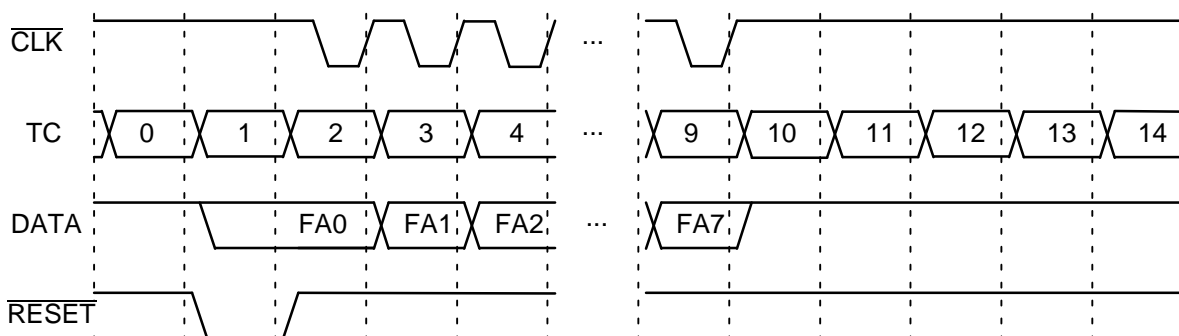 CLK ...
TC 0 1 2 3 4 ... 9 10 11 12 13 14
DATA FA0 FA1 FA2 ... FA7
RESET